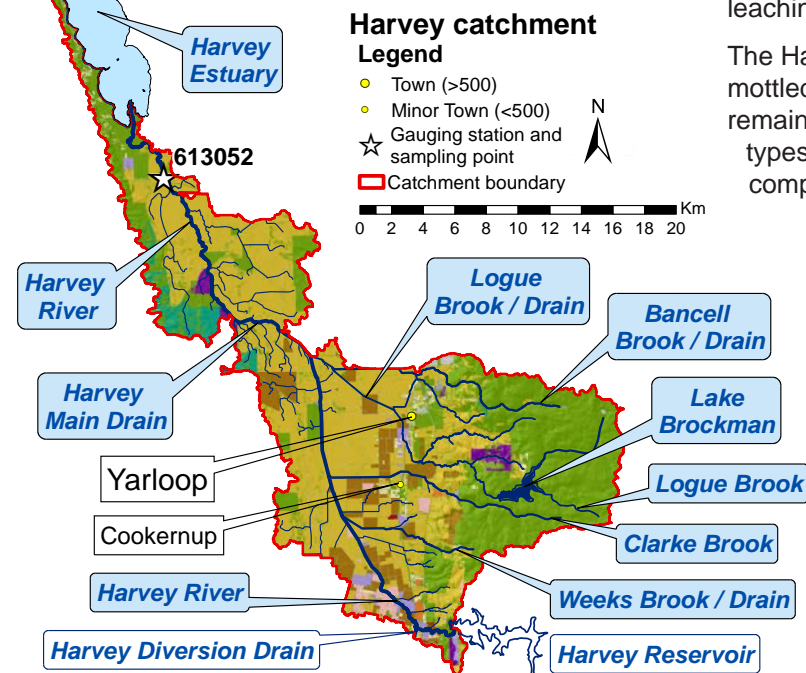 Harvey catchment
Legend
Town (>500)
Minor Town (<500)
Gauging station and
sampling point
Catchment boundary
N
Km
0 2 4 6 8 10 12 14 16 18 20
Harvey
Estuary
613052
Harvey
River
Logue
Brook / Drain
Bancell
Brook / Drain
Harvey
Main Drain
Lake
Brockman
Yarloop
Logue Brook
Cookernup
Clarke Brook
Harvey River
Weeks Brook / Drain
Harvey Diversion Drain
Harvey Reservoir
The Ha
mottled
remain
types
comp